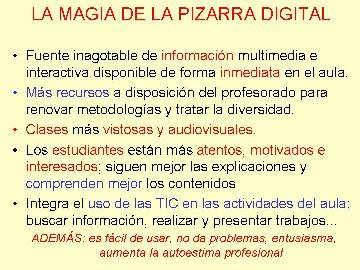 LA MAGIA DE LA PIZARRA DIGITAL
• Fuente inagotable de información multimedia e
interactiva disponible de forma inmediata en el aula.
• Más recursos a disposición del profesorado para
renovar metodologías y tratar la diversidad.
• Clases más vistosas y audiovisuales.
• Los estudiantes están más atentos, motivados e
interesados; siguen mejor las explicaciones y
comprenden mejor los contenidos
• Integra el uso de las TIC en las actividades del aula:
buscar información, realizar y presentar trabajos...
ADEMÁS: es fácil de usar, no da problemas, entusiasma,
aumenta la autoestima profesional